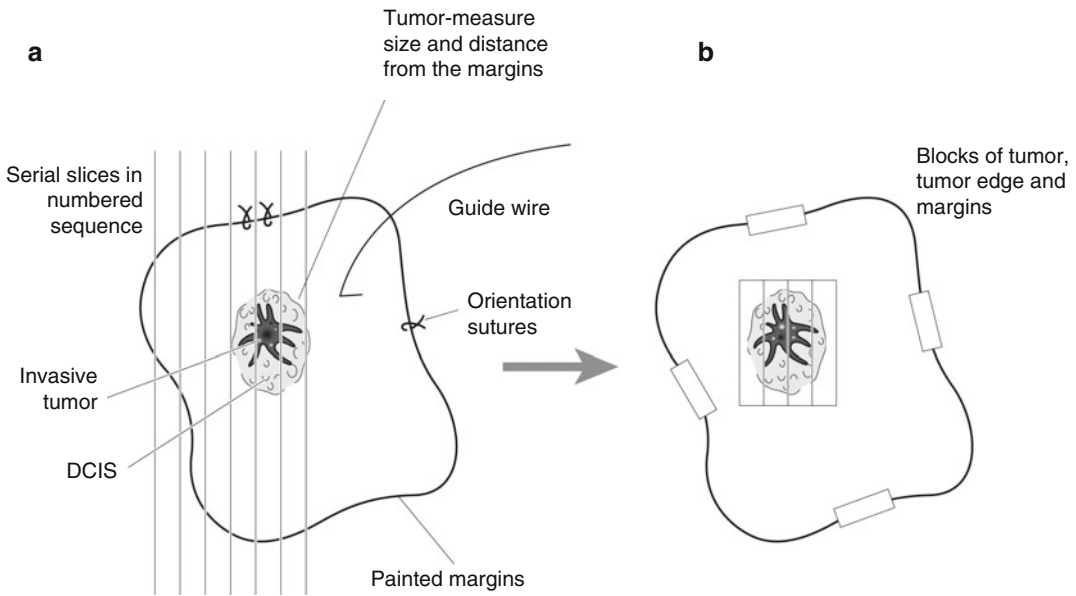 a
Tumor-measure
size and distance
from the margins
b
Serial slices in
numbered
sequence
Guide wire
Blocks of tumor,
tumor edge and
margins
Orientation
sutures
Invasive
tumor
DCIS
Painted margins